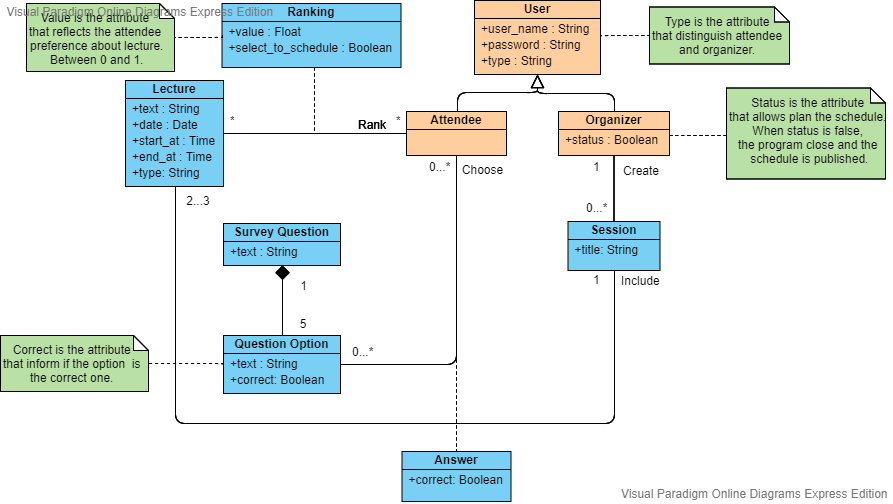 Visual Paradigm Online Diagrams Express Edition
Value is the attribute
that reflects the attendee
preference about lecture.
Between 0 and 1.
Ranking
+value : Float
+select_to_schedule : Boolean
User
+user_name : String
+password : String
+type : String
Type is the attribute
that distinguish attendee
and organizer.
Lecture
+text : String
+date : Date
+start_at : Time
+end_at : Time
+type: String
*
Rank
*
Attendee
Organizer
+status : Boolean
Status is the attribute
that allows plan the schedule.
When status is false,
the program close and the
schedule is published.
0...*
Choose
1
Create
2...3
0...*
Session
+title: String
Survey Question
+text : String
1
1
Include
5
Question Option
+text : String
+correct: Boolean
0...*
Correct is the attribute
that inform if the option is
the correct one.
Answer
+correct: Boolean
Visual Paradigm Online Diagrams Express Edition